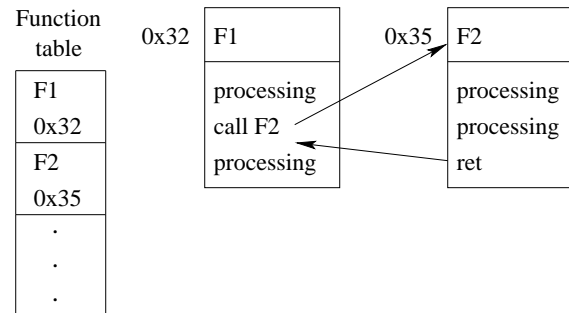 Function
table
F1
0x32
F2
0x35
.
.
.
0x32
F1
processing
call F2
processing
0x35
F2
processing
processing
ret